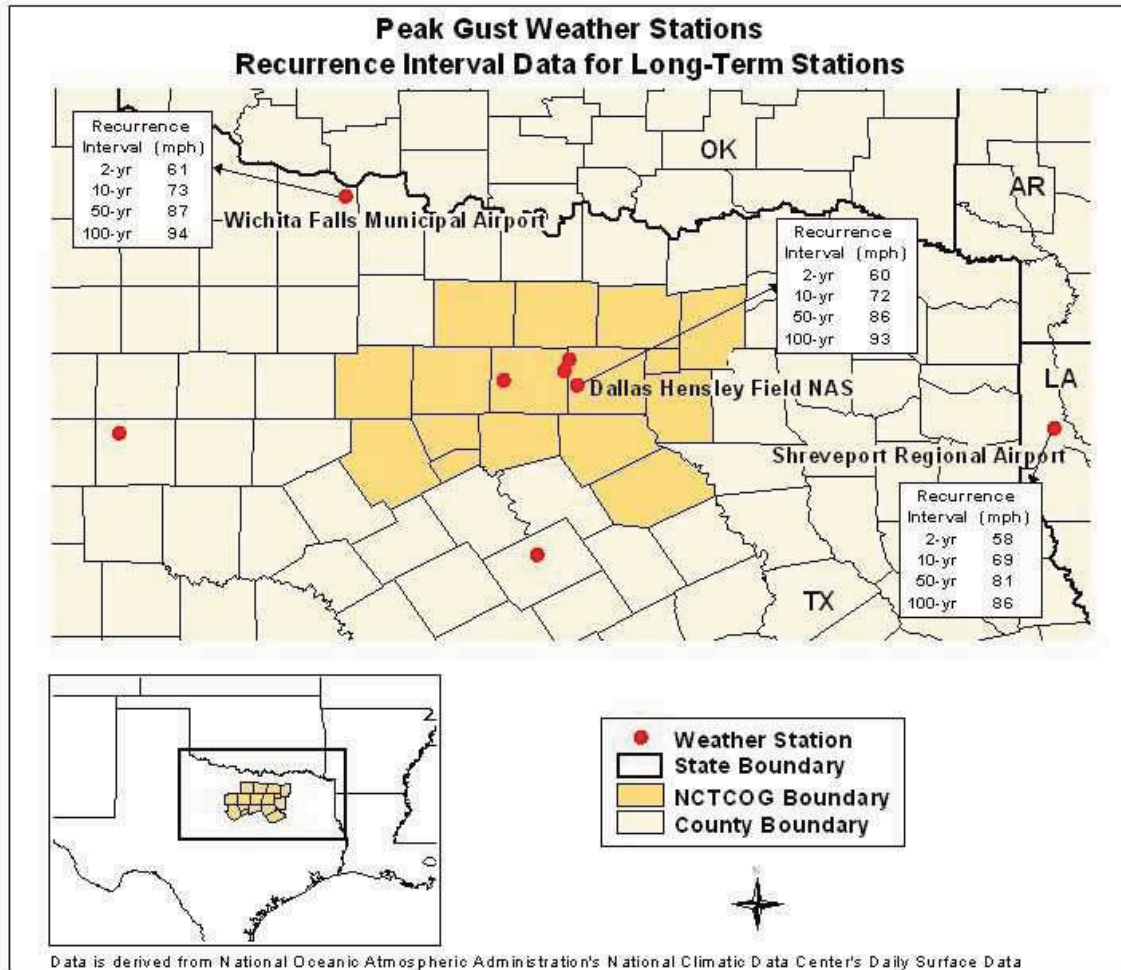 Peak Gust Weather Stations
Recurrence Interval Data for Long-Term Stations
Recurrence
Interval (mph)
2-yr 61
10-yr 73
50-yr 87
100-yr 94
OK
AR
Wichita Falls Municipal Airport
Recurrence
Interval (mph)
2-yr 60
10-yr 72
50-yr 86
100-yr 93
LA
Dallas Hensley Field NAS
Shreveport Regional Airport
Recurrence
Interval (mph)
2-yr 58
10-yr 69
50-yr 81
100-yr 86
TX
Weather Station
State Boundary
NCTCOG Boundary
County Boundary
Data is derived from National Oceanic Atmospheric Administration's National Climatic Data Center's Daily Surface Data